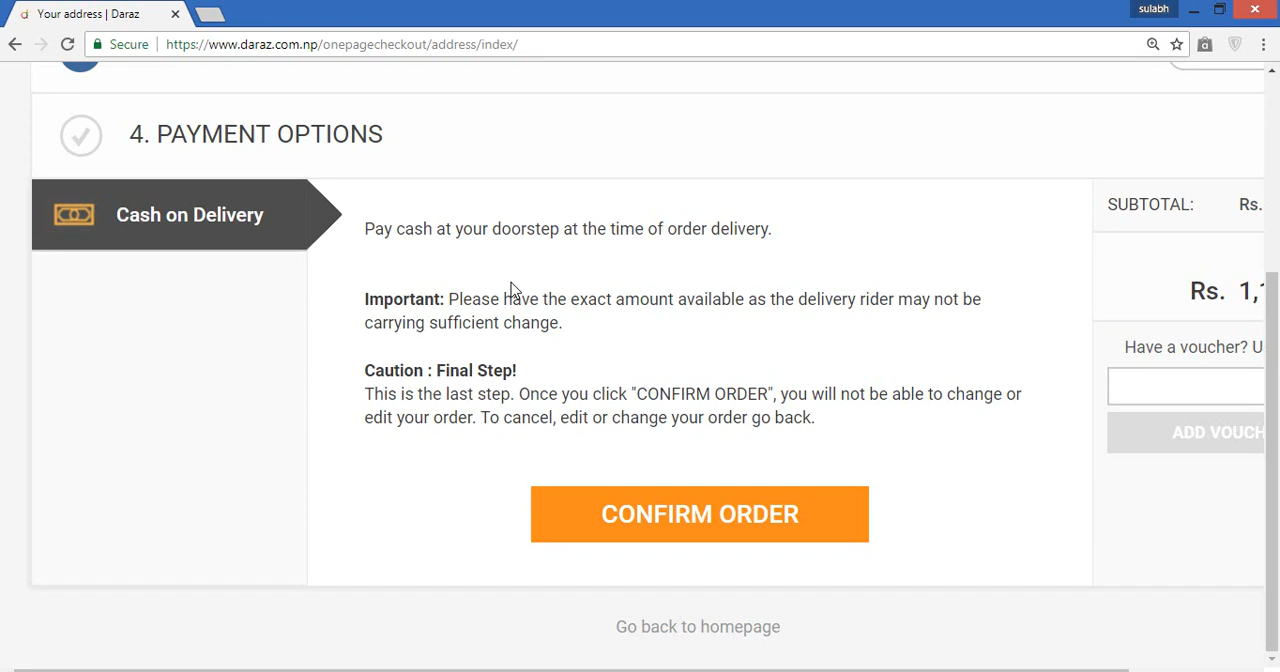 Your address | Daraz
sulabh
Secure
https://www.daraz.com.np/onepagecheckout/address/index/
4. PAYMENT OPTIONS
Cash on Delivery
Pay cash at your doorstep at the time of order delivery.
Important: Please have the exact amount available as the delivery rider may not be
carrying sufficient change.
Caution : Final Step!
This is the last step. Once you click "CONFIRM ORDER", you will not be able to change or
edit your order. To cancel, edit or change your order go back.
CONFIRM ORDER
SUBTOTAL: Rs.
Rs. 1,1
Have a voucher? U
ADD VOUCH
Go back to homepage